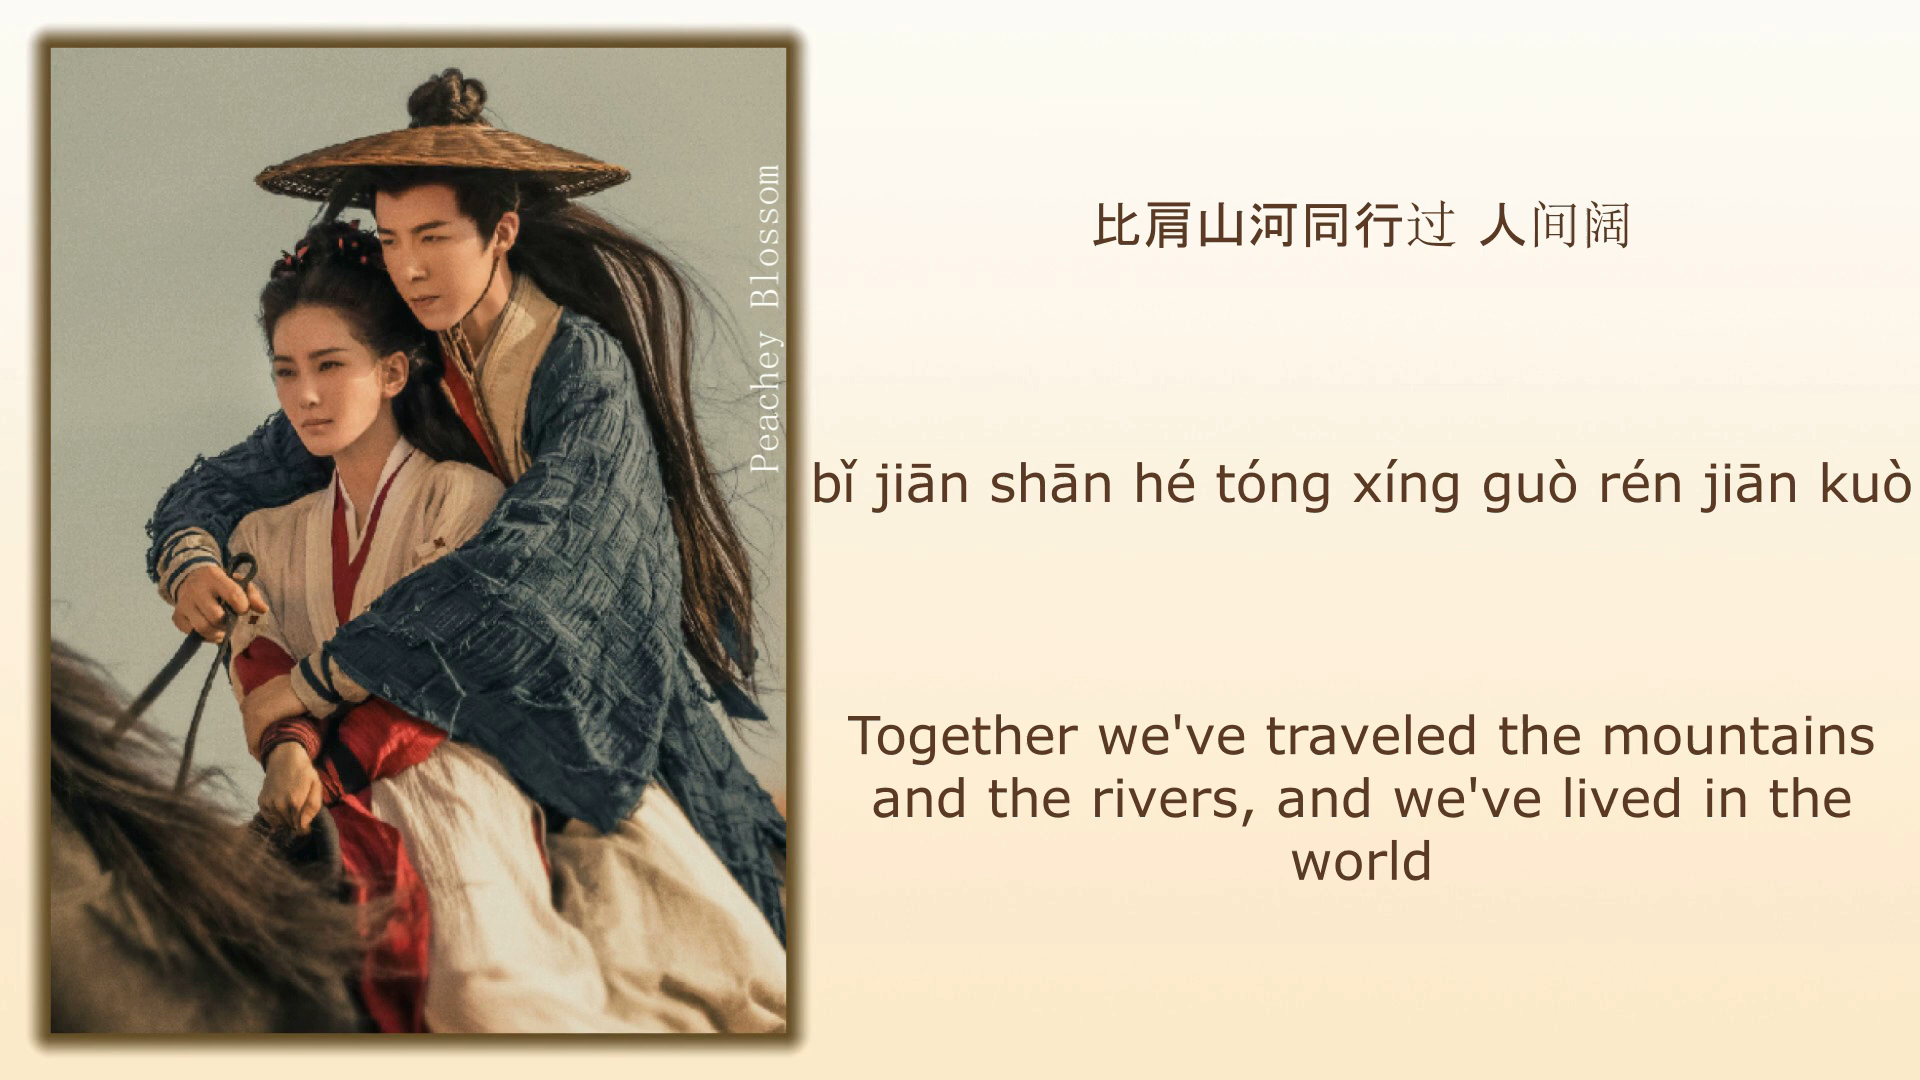 Peachey Blossom
比肩山河同行过 人间阔
bǐ jiān shān hé tóng xíng guò rén jiān kuò
Together we've traveled the mountains
and the rivers, and we've lived in the
world